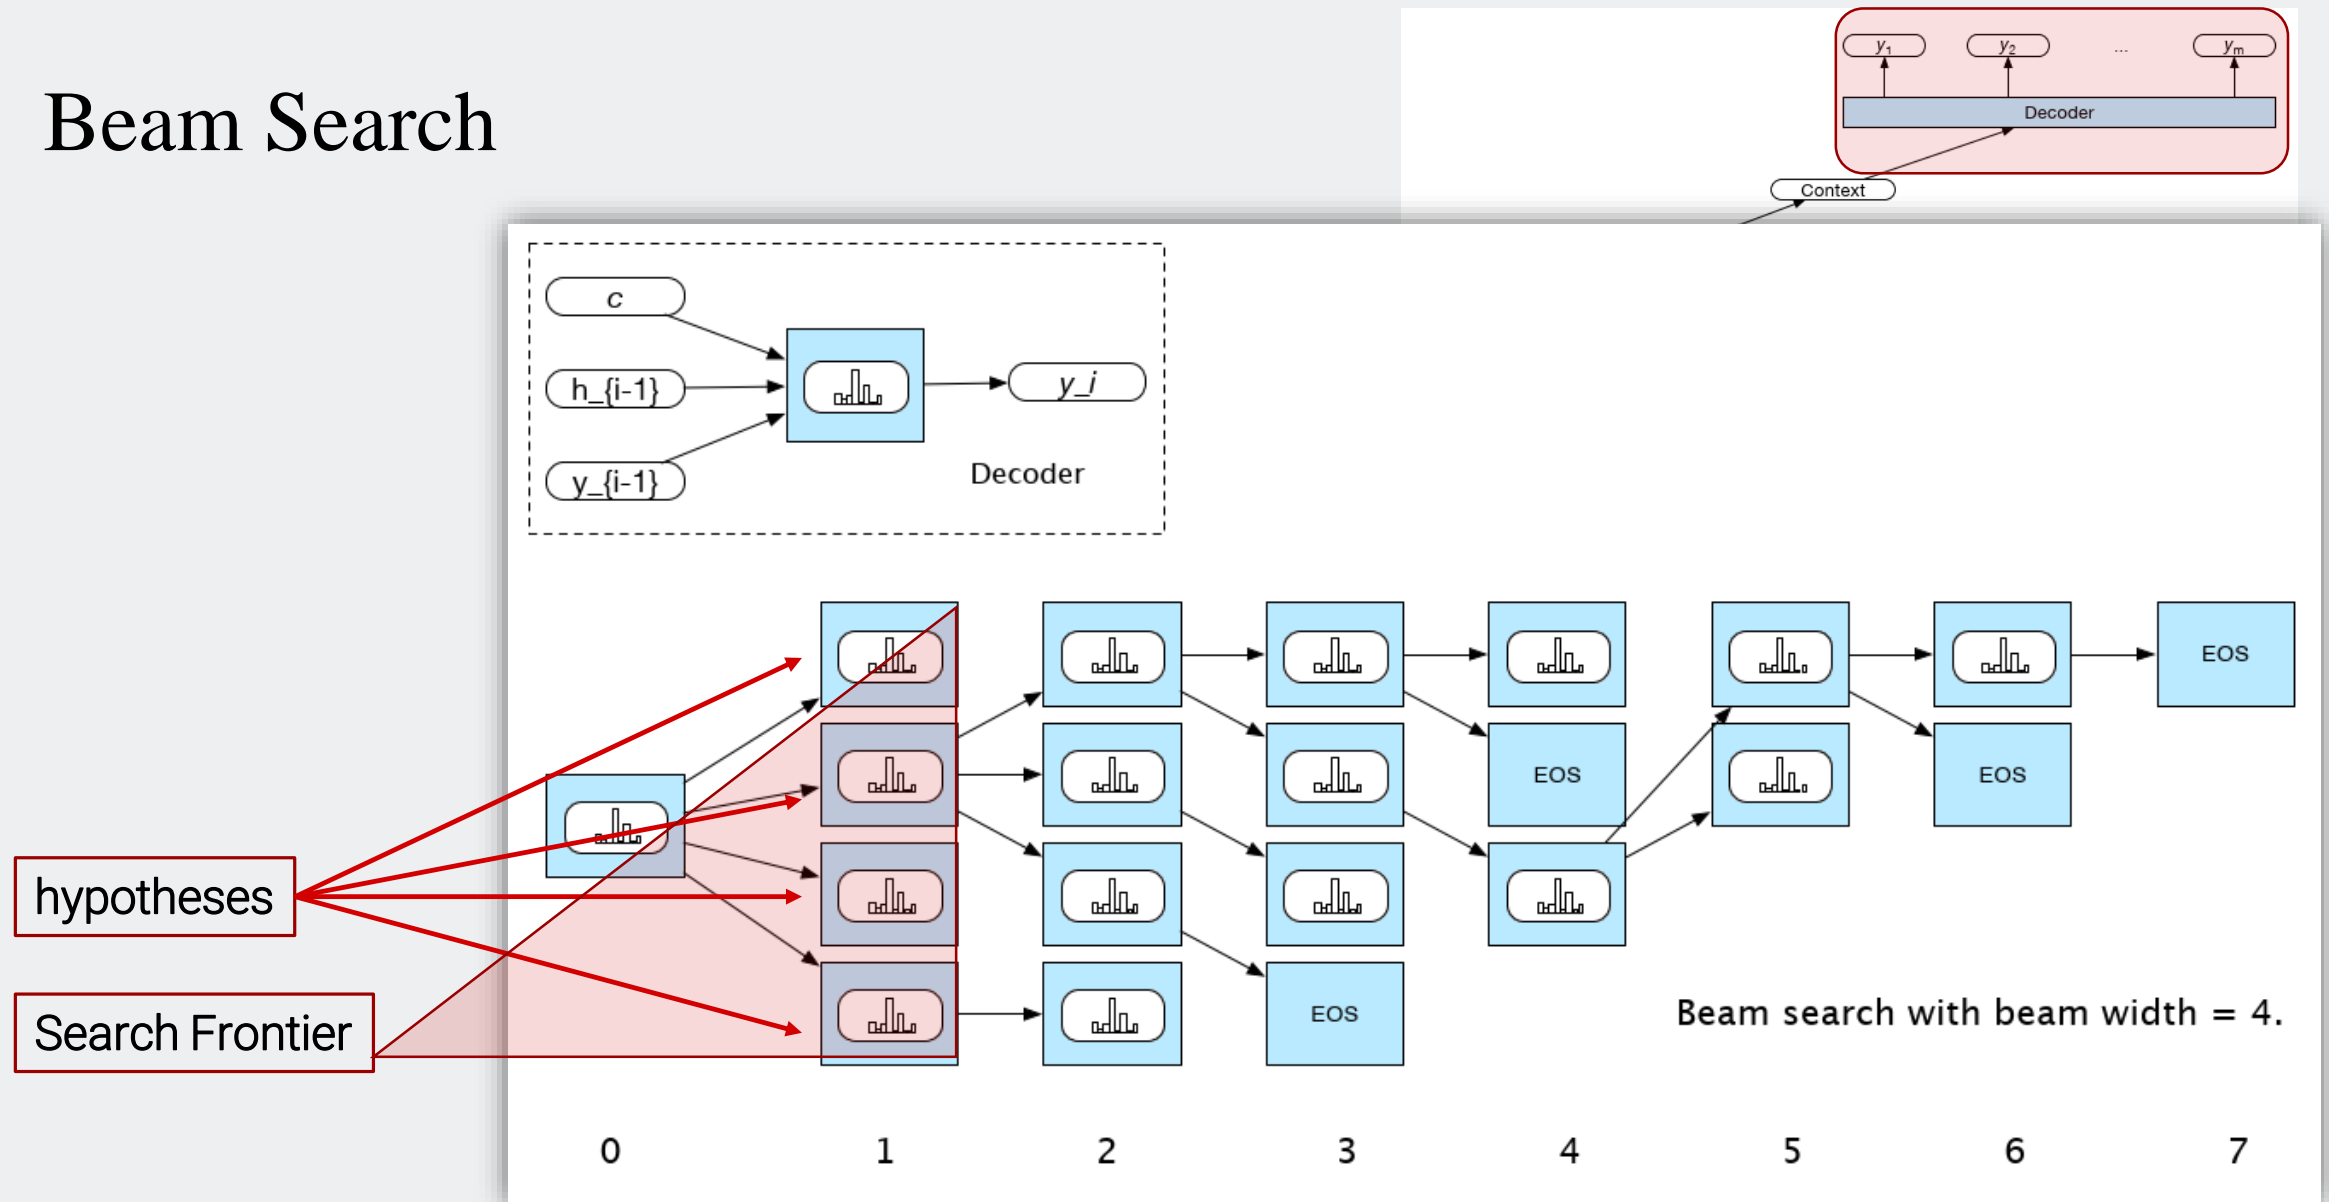 Beam Search
y1 y2 ... ym
Decoder
Context
c
h_{i-1}
y_{i-1}
y_i
Decoder
EOS
EOS
EOS
EOS
hypotheses
Search Frontier
Beam search with beam width = 4.
0 1 2 3 4 5 6 7